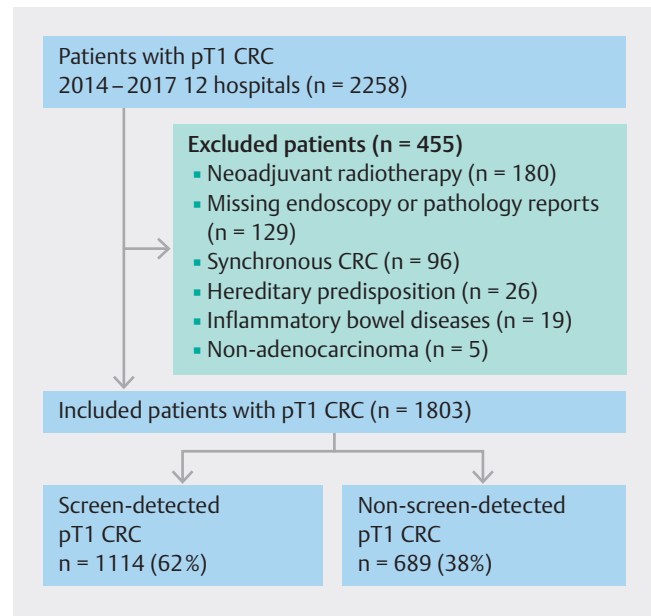 Patients with pT1 CRC
2014–2017 12 hospitals (n = 2258)
Excluded patients (n = 455)
▪ Neoadjuvant radiotherapy (n = 180)
▪ Missing endoscopy or pathology reports
(n = 129)
▪ Synchronous CRC (n = 96)
▪ Hereditary predisposition (n = 26)
▪ Inflammatory bowel diseases (n = 19)
▪ Non-adenocarcinoma (n = 5)
Included patients with pT1 CRC (n = 1803)
Screen-detected
pT1 CRC
n = 1114 (62%)
Non-screen-detected
pT1 CRC
n = 689 (38%)